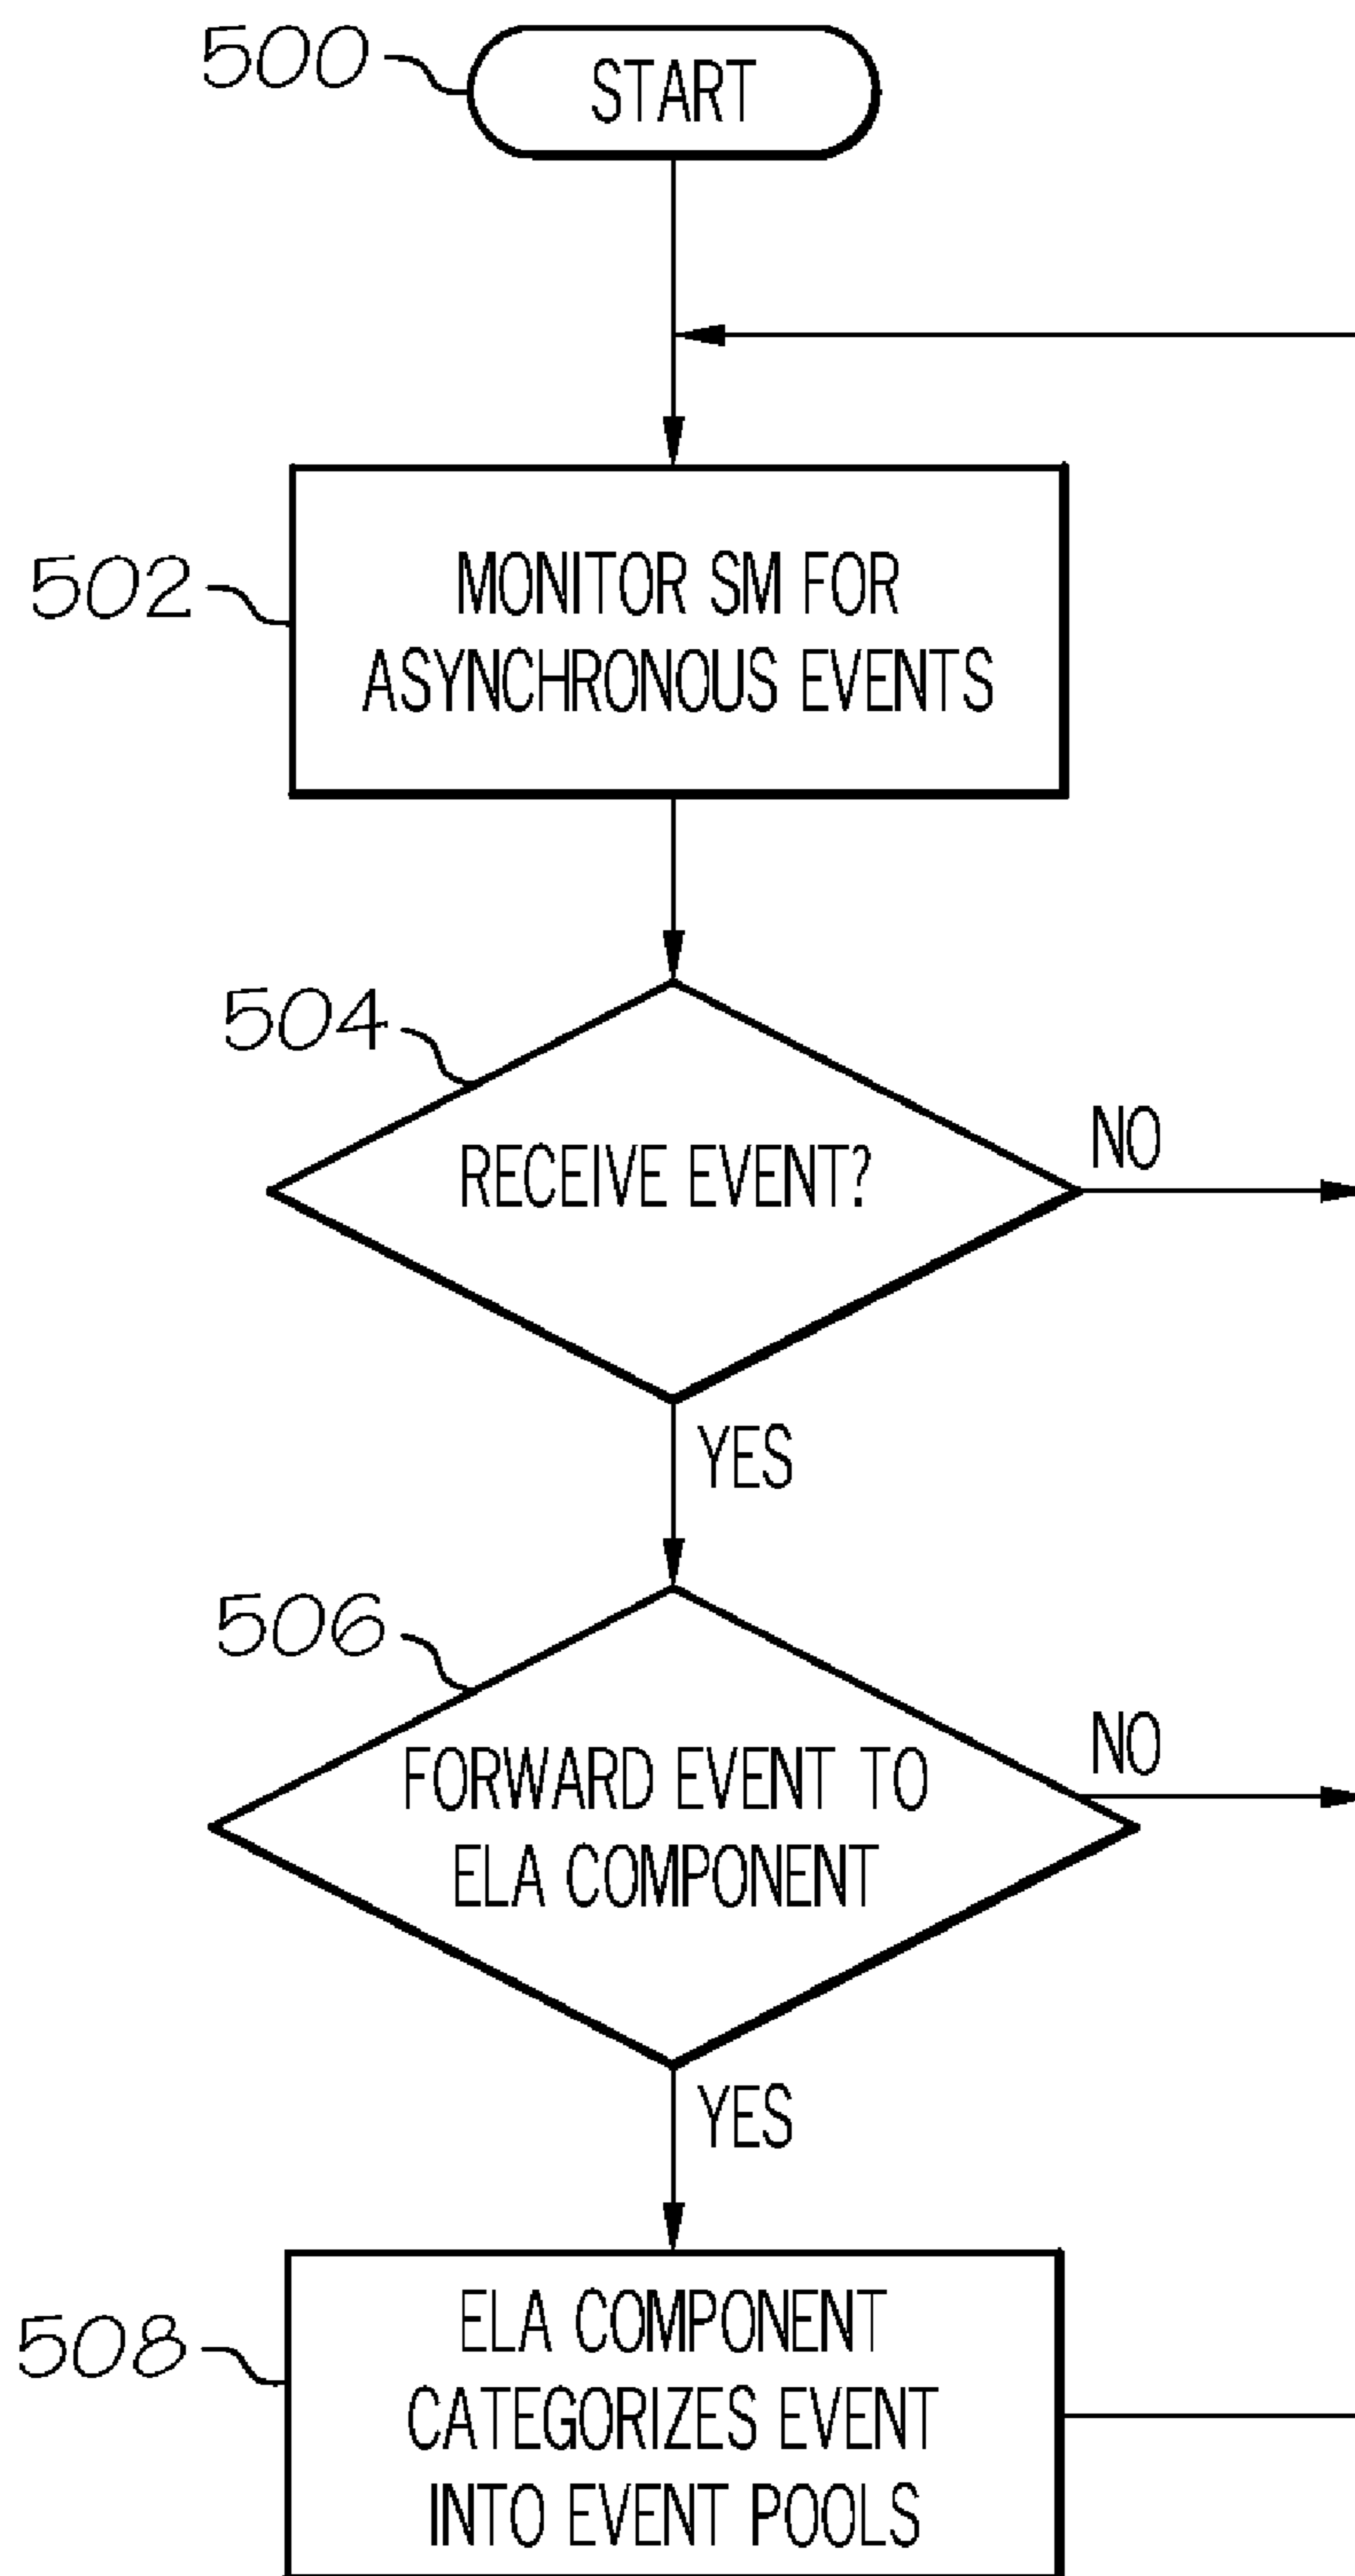 500
START
502
MONITOR SM FOR
ASYNCHRONOUS EVENTS
504
RECEIVE EVENT?
NO
YES
506
FORWARD EVENT TO
ELA COMPONENT
NO
YES
508
ELA COMPONENT
CATEGORIZES EVENT
INTO EVENT POOLS